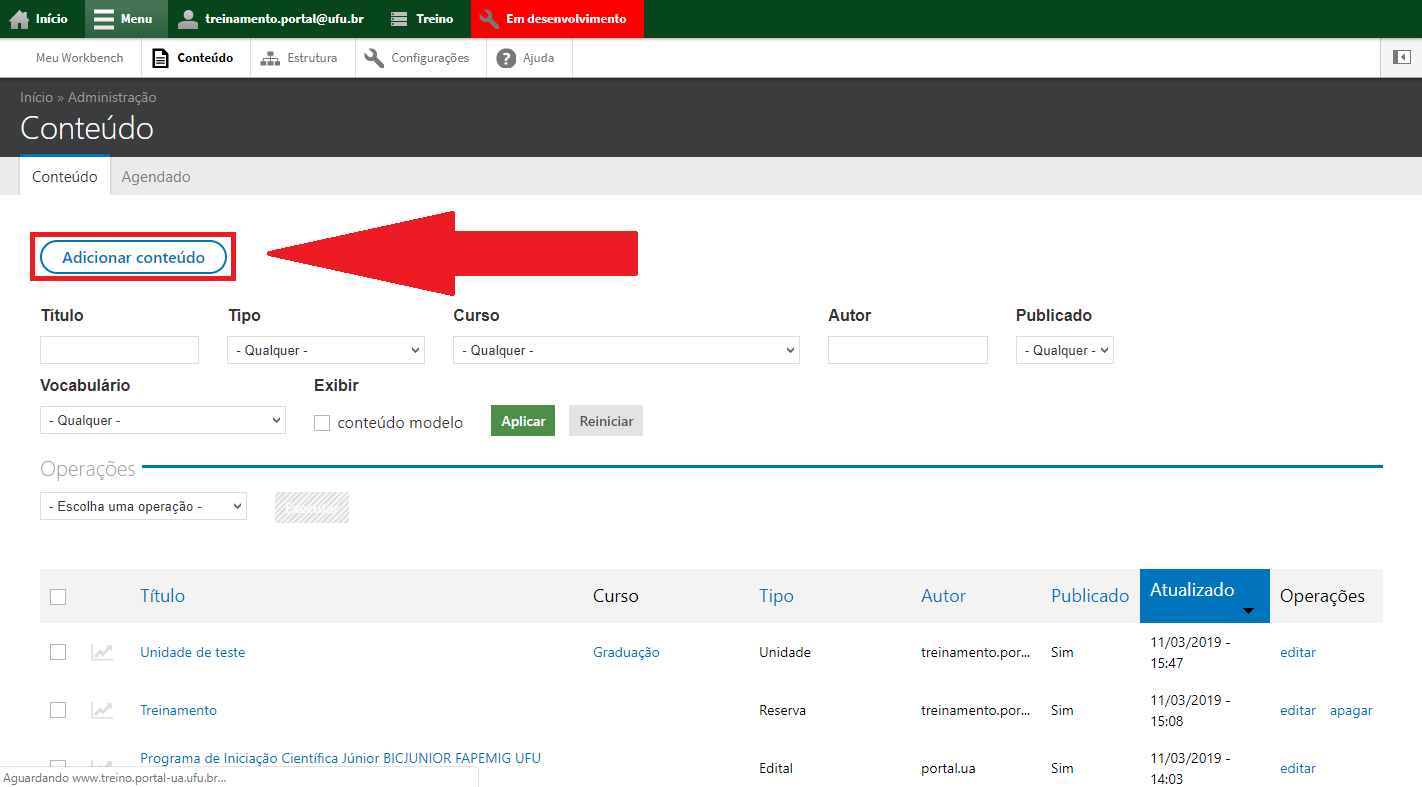 Início Menu treinamento.portal@ufu.br Treino Em desenvolvimento
Meu Workbench Conteúdo Estrutura Configurações Ajuda
Início » Administração
Conteúdo
Conteúdo Agendado
Adicionar conteúdo
Título Tipo Curso Autor Publicado
- Qualquer - - Qualquer - - Qualquer -
Vocabulário Exibir
- Qualquer - conteúdo modelo Aplicar Reiniciar
Operações
- Escolha uma operação -
Título Curso Tipo Autor Publicado Atualizado Operações
Unidade de teste Graduação Unidade treinamento.por... Sim 11/03/2019 - 15:47 editar
Treinamento Reserva treinamento.por... Sim 11/03/2019 - 15:08 editar apagar
Programa de Iniciação Científica Júnior BICJUNIOR FAPEMIG UFU Edital portal.ua Sim 11/03/2019 - 14:03 editar
Aguardando www.treino.portal-ua.ufu.br...